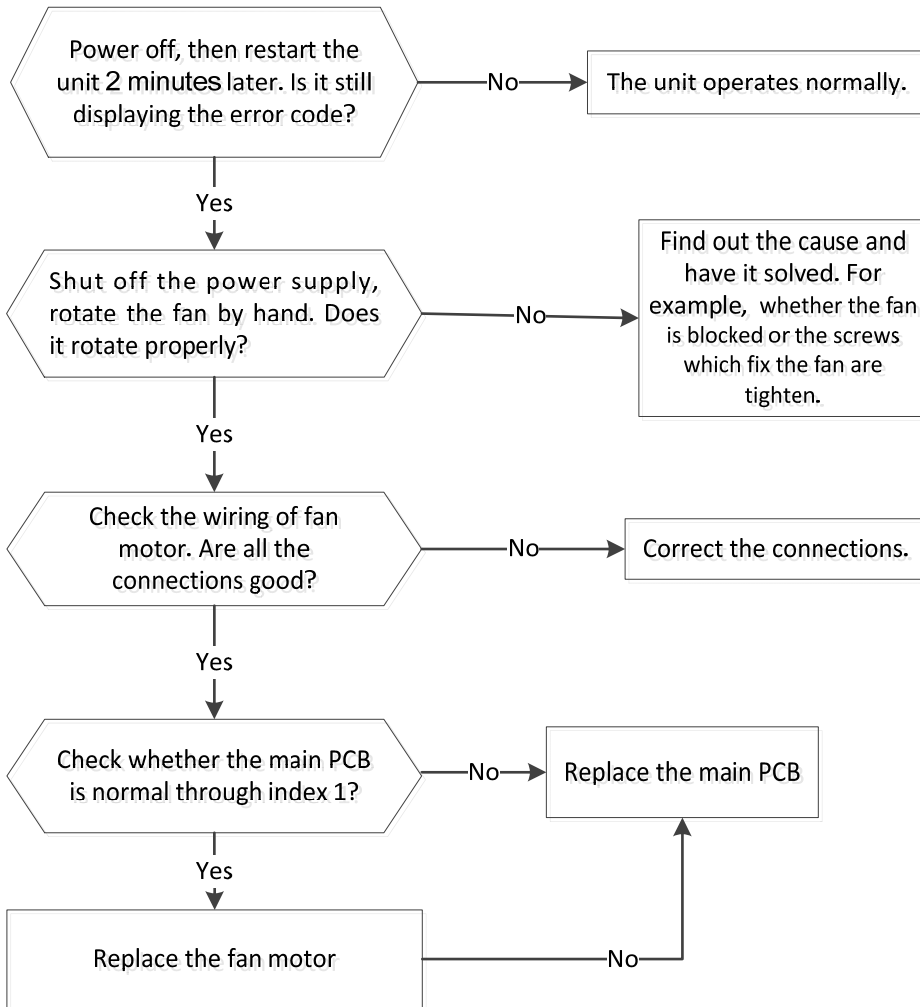 Power off, then restart the
unit 2 minutes later. Is it still
displaying the error code?
No
The unit operates normally.
Yes
Shut off the power supply,
rotate the fan by hand. Does
it rotate properly?
No
Find out the cause and
have it solved. For
example, whether the fan
is blocked or the screws
which fix the fan are
tighten.
Yes
Check the wiring of fan
motor. Are all the
connections good?
No
Correct the connections.
Yes
Check whether the main PCB
is normal through index 1?
No
Replace the main PCB
Yes
Replace the fan motor
No